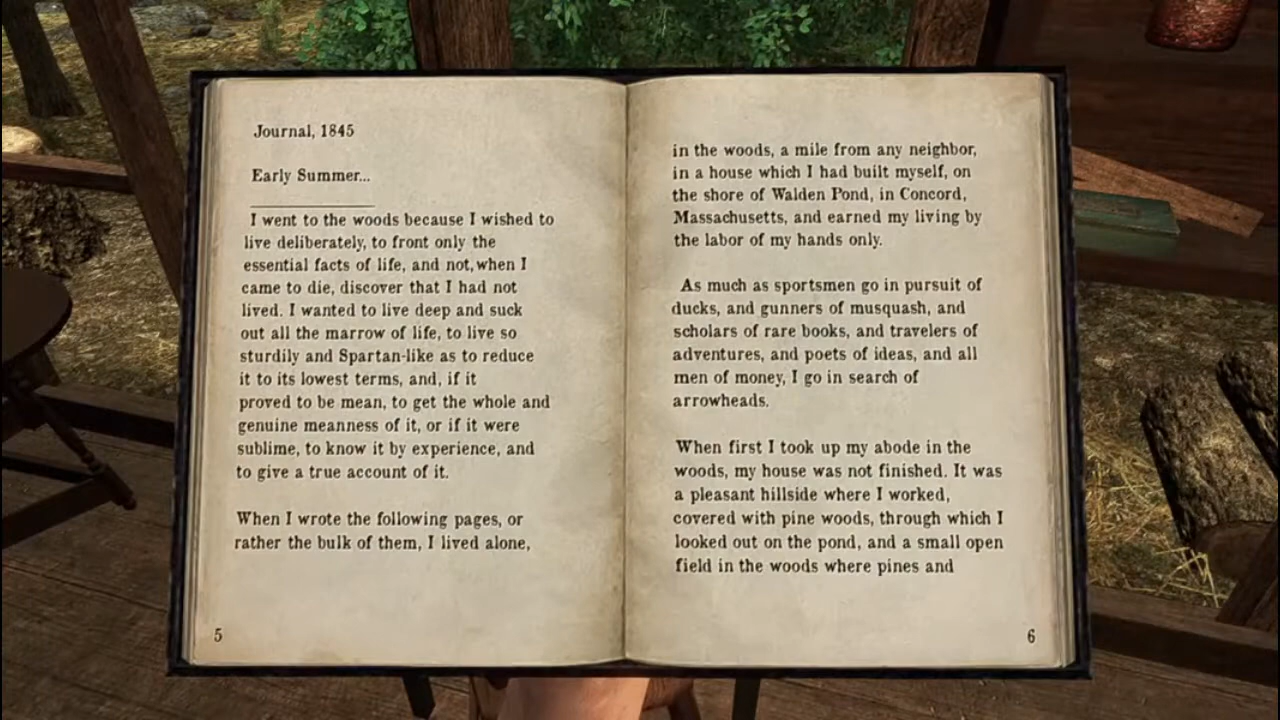 Journal, 1845
Early Summer...
I went to the woods because I wished to
live deliberately, to front only the
essential facts of life, and not, when I
came to die, discover that I had not
lived. I wanted to live deep and suck
out all the marrow of life, to live so
sturdily and Spartan-like as to reduce
it to its lowest terms, and, if it
proved to be mean, to get the whole and
genuine meanness of it, or if it were
sublime, to know it by experience, and
to give a true account of it.
When I wrote the following pages, or
rather the bulk of them, I lived alone,
5
in the woods, a mile from any neighbor,
in a house which I had built myself, on
the shore of Walden Pond, in Concord,
Massachusetts, and earned my living by
the labor of my hands only.
As much as sportsmen go in pursuit of
ducks, and gunners of musquash, and
scholars of rare books, and travelers of
adventures, and poets of ideas, and all
men of money, I go in search of
arrowheads.
When first I took up my abode in the
woods, my house was not finished. It was
a pleasant hillside where I worked,
covered with pine woods, through which I
looked out on the pond, and a small open
field in the woods where pines and
6